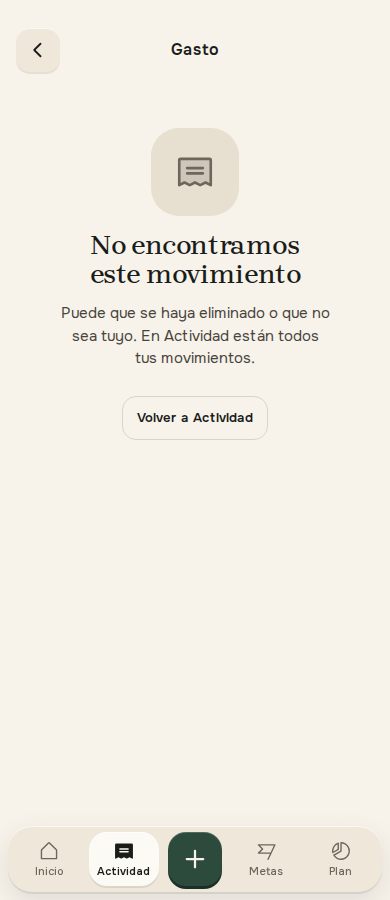 Gasto
No encontramos
este movimiento
Puede que se haya eliminado o que no
sea tuyo. En Actividad están todos
tus movimientos.
Volver a Actividad
Inicio
Actividad
Metas
Plan